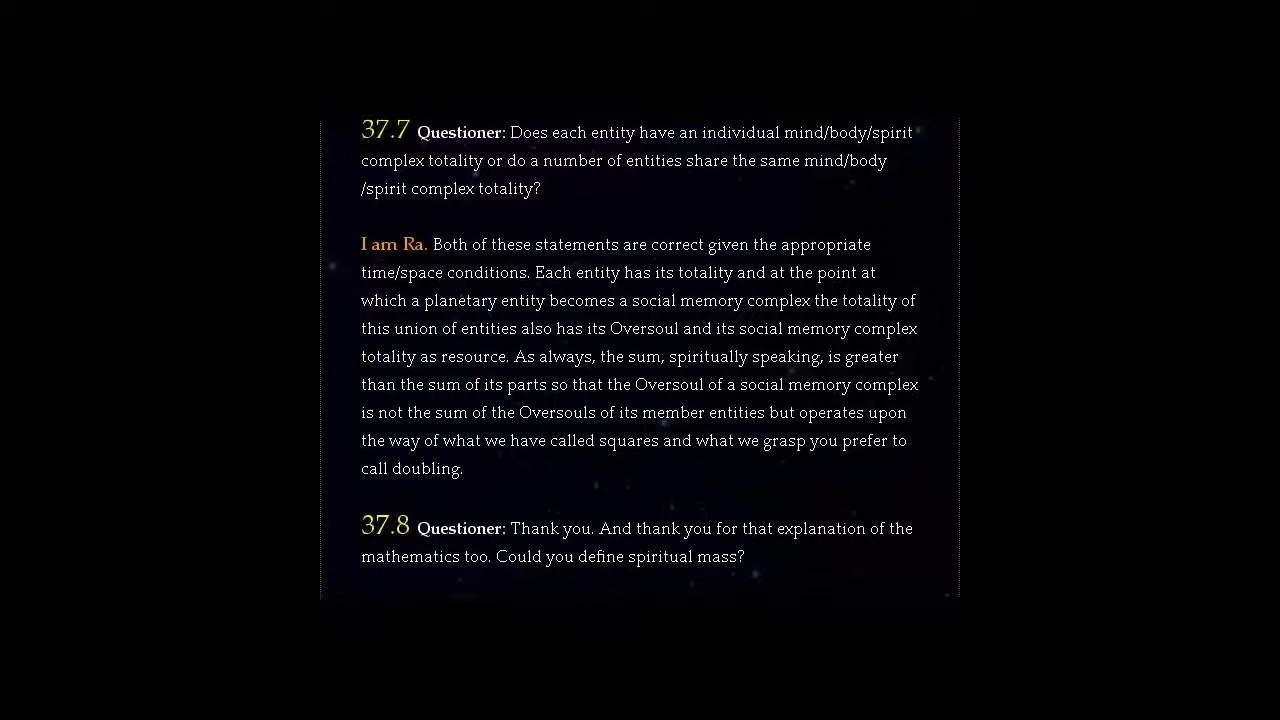 37.7 Questioner: Does each entity have an individual mind/body/spirit
complex totality or do a number of entities share the same mind/body
/spirit complex totality?
I am Ra. Both of these statements are correct given the appropriate
time/space conditions. Each entity has its totality and at the point at
which a planetary entity becomes a social memory complex the totality of
this union of entities also has its Oversoul and its social memory complex
totality as resource. As always, the sum, spiritually speaking, is greater
than the sum of its parts so that the Oversoul of a social memory complex
is not the sum of the Oversouls of its member entities but operates upon
the way of what we have called squares and what we grasp you prefer to
call doubling.
37.8 Questioner: Thank you. And thank you for that explanation of the
mathematics too. Could you define spiritual mass?